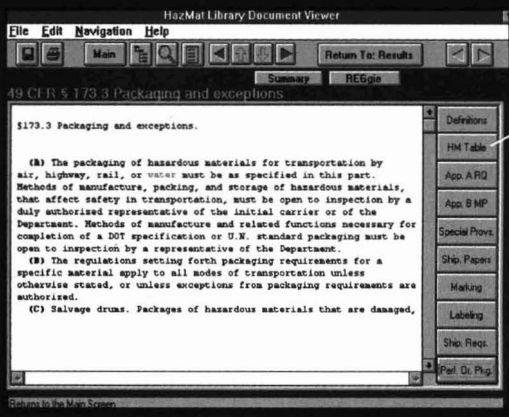 HazMat Library Document Viewer
File Edit Navigation Help
Main
Return To: Results
Summary REGgie
49 CFR § 173.3 Packaging and exceptions
§173.3 Packaging and exceptions.
(A) The packaging of hazardous materials for transportation by
air, highway, rail, or water must be as specified in this part.
Methods of manufacture, packing, and storage of hazardous materials,
that affect safety in transportation, must be open to inspection by a
duly authorized representative of the initial carrier or of the
Department. Methods of manufacture and related functions necessary for
completion of a DOT specification or U.N. standard packaging must be
open to inspection by a representative of the Department.
(B) The regulations setting forth packaging requirements for a
specific material apply to all modes of transportation unless
otherwise stated, or unless exceptions from packaging requirements are
authorized.
(C) Salvage drums. Packages of hazardous materials that are damaged,
Definitions
HM Table
App. A RQ
App. B MP
Special Provs.
Ship. Papers
Marking
Labeling
Ship. Reqs.
Perf. Or. Pkg.
Returns to the Main Screen